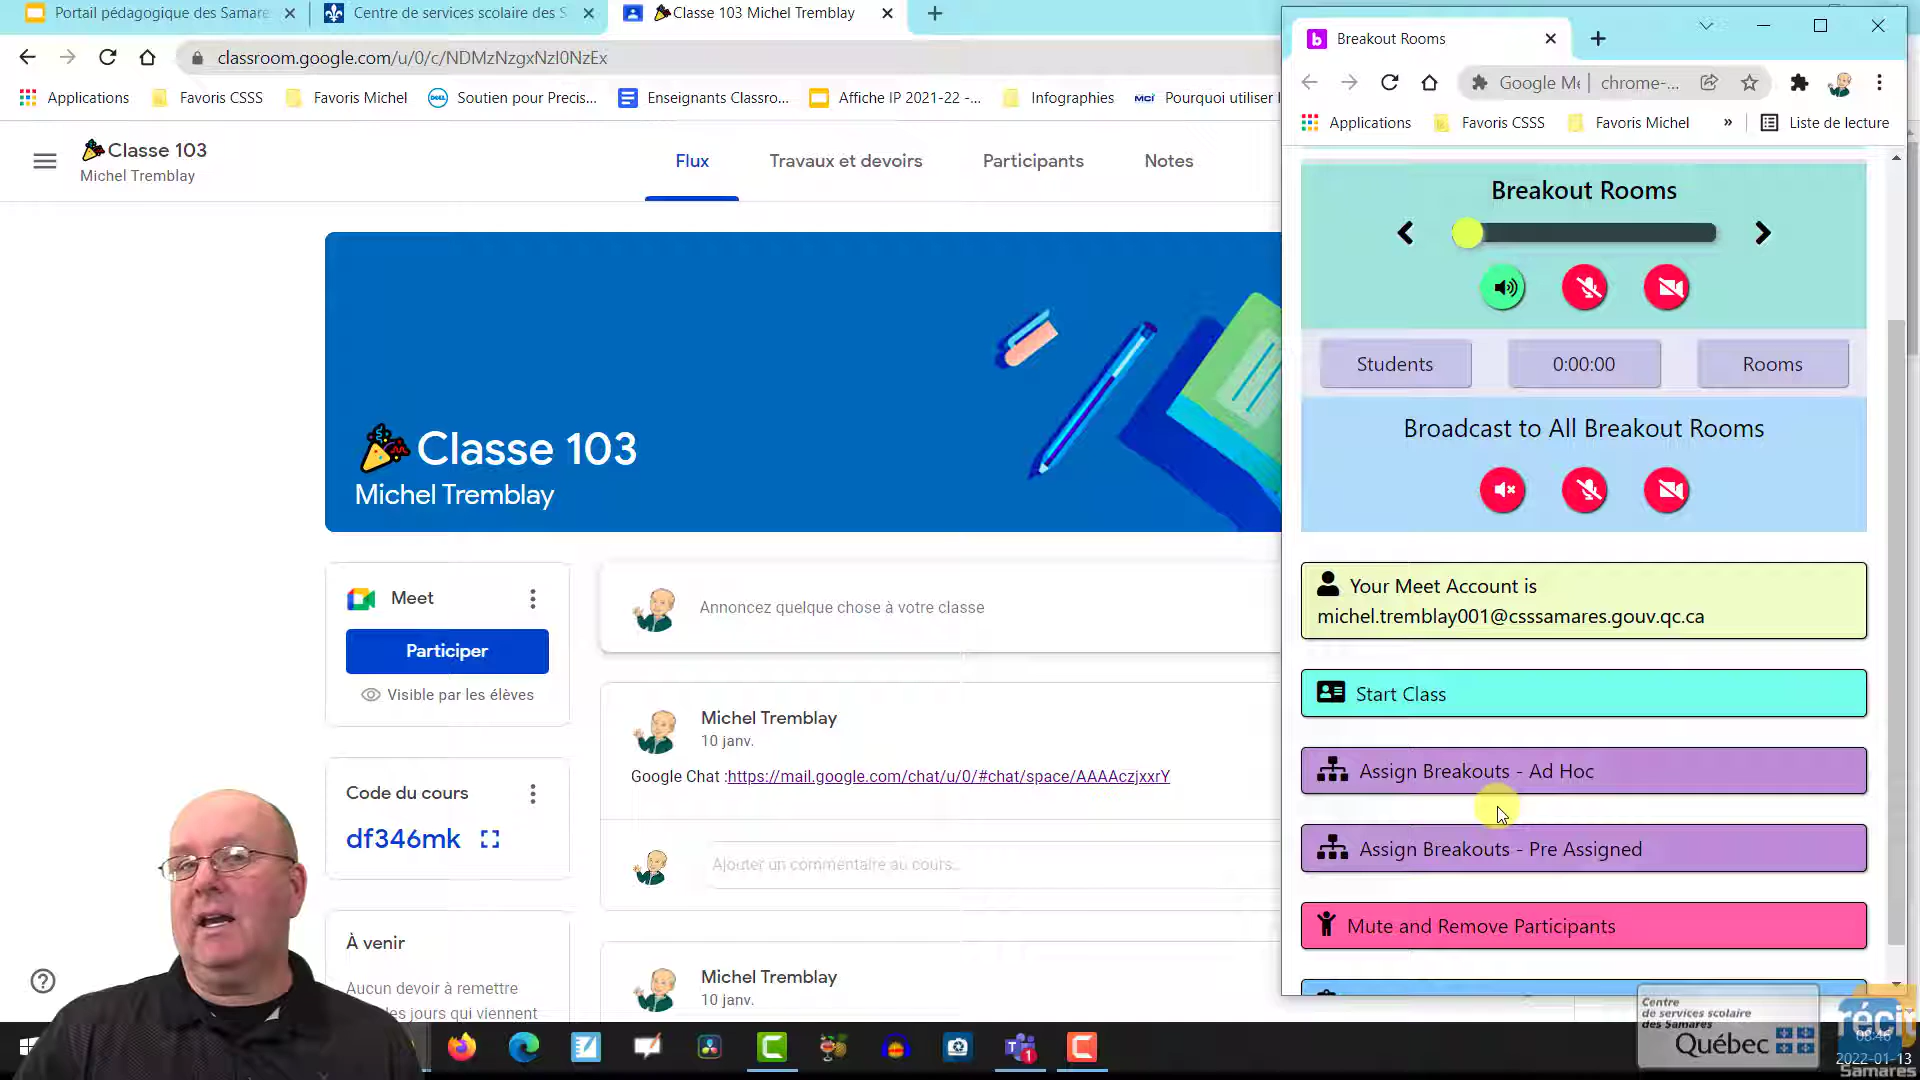 Portail pédagogique des Samare
Centre de services scolaire des S
Classe 103 Michel Tremblay
classroom.google.com/u/0/c/NDMzNzgxNzI0NzEx
Applications
Favoris CSSS
Favoris Michel
Soutien pour Precis...
Enseignants Classro...
Affiche IP 2021-22 -...
Infographies
MCI
Pourquoi utiliser l
Classe 103
Michel Tremblay
Flux
Travaux et devoirs
Participants
Notes
Classe 103
Michel Tremblay
Meet
Participer
Visible par les élèves
Code du cours
df346mk
À venir
Aucun devoir à remettre
les jours qui viennent
Annoncez quelque chose à votre classe
Michel Tremblay
10 janv.
Google Chat :https://mail.google.com/chat/u/0/#chat/space/AAAAczjxxrY
Ajouter un commentaire au cours...
Michel Tremblay
10 janv.
Breakout Rooms
Google Me
chrome-...
Applications
Favoris CSSS
Favoris Michel
»
Liste de lecture
Breakout Rooms
Students
0:00:00
Rooms
Broadcast to All Breakout Rooms
Your Meet Account is
michel.tremblay001@csssamares.gouv.qc.ca
Start Class
Assign Breakouts - Ad Hoc
Assign Breakouts - Pre Assigned
Mute and Remove Participants
Centre
de services scolaire
des Samares
Québec
récit
08:46
2022-01-13
Samares